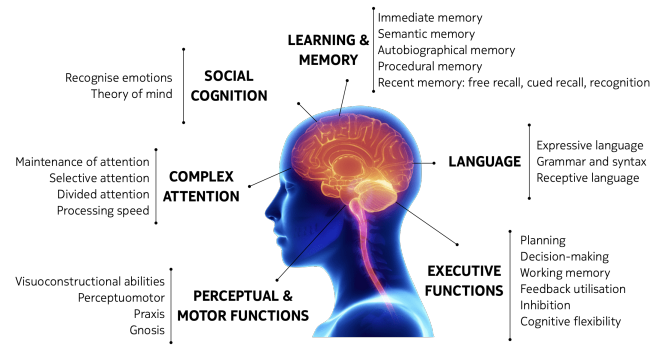 LEARNING &
MEMORY
Immediate memory
Semantic memory
Autobiographical memory
Procedural memory
Recent memory: free recall, cued recall, recognition
Recognise emotions
Theory of mind
SOCIAL
COGNITION
Maintenance of attention
Selective attention
Divided attention
Processing speed
COMPLEX
ATTENTION
LANGUAGE
Expressive language
Grammar and syntax
Receptive language
Visuoconstructional abilities
Perceptuomotor
Praxis
Gnosis
PERCEPTUAL &
MOTOR FUNCTIONS
EXECUTIVE
FUNCTIONS
Planning
Decision-making
Working memory
Feedback utilisation
Inhibition
Cognitive flexibility